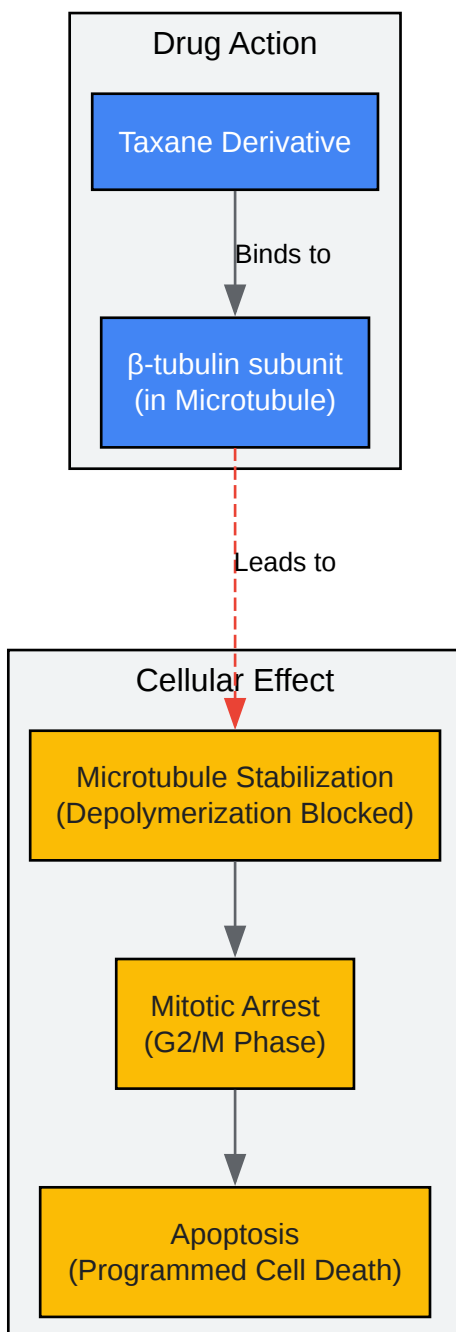 Drug Action
Taxane Derivative
Binds to
β-tubulin subunit
(in Microtubule)
Leads to
Cellular Effect
Microtubule Stabilization
(Depolymerization Blocked)
Mitotic Arrest
(G2/M Phase)
Apoptosis
(Programmed Cell Death)